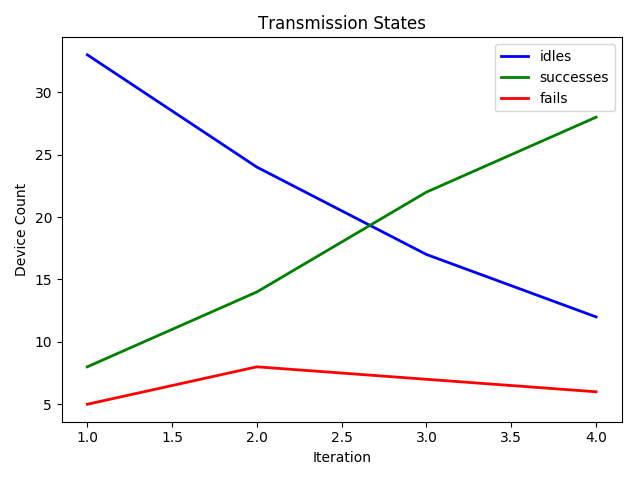 Transmission States
idles
successes
fails
Device Count
30
25
20
15
10
5
1.0 1.5 2.0 2.5 3.0 3.5 4.0
Iteration